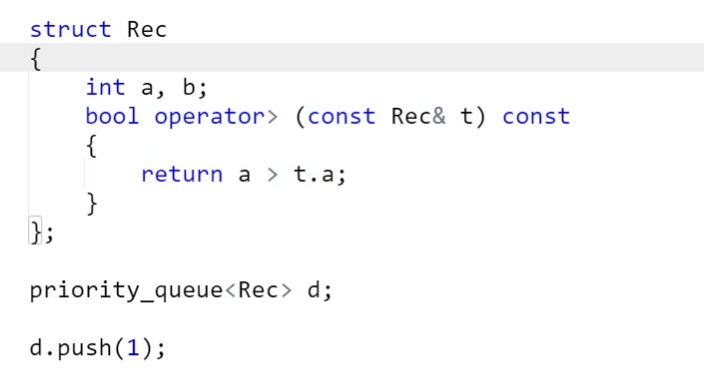 struct Rec
{
    int a, b;
    bool operator> (const Rec& t) const
    {
        return a > t.a;
    }
};
priority_queue<Rec> d;
d.push(1);